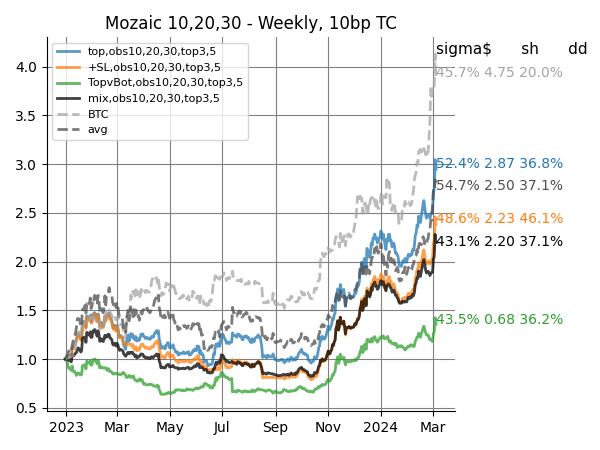 Mozaic 10,20,30 - Weekly, 10bp TC
sigma$ sh dd
top,obs10,20,30,top3,5
+SL,obs10,20,30,top3,5
TopvBot,obs10,20,30,top3,5
mix,obs10,20,30,top3,5
BTC
avg
45.7% 4.75 20.0%
52.4% 2.87 36.8%
54.7% 2.50 37.1%
48.6% 2.23 46.1%
43.1% 2.20 37.1%
43.5% 0.68 36.2%
4.0
3.5
3.0
2.5
2.0
1.5
1.0
0.5
2023 Mar May Jul Sep Nov 2024 Mar